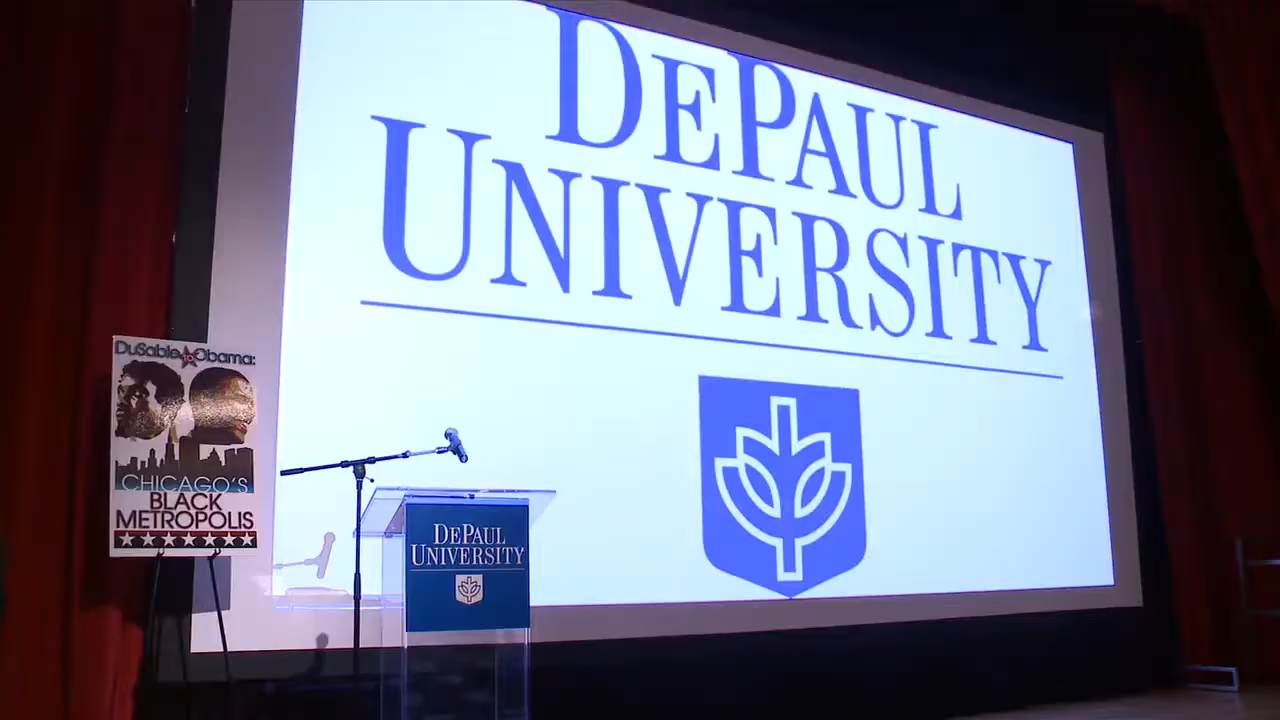 DEPAUL
UNIVERSITY
DuSable to Obama:
CHICAGO'S
BLACK
METROPOLIS
DEPAUL
UNIVERSITY